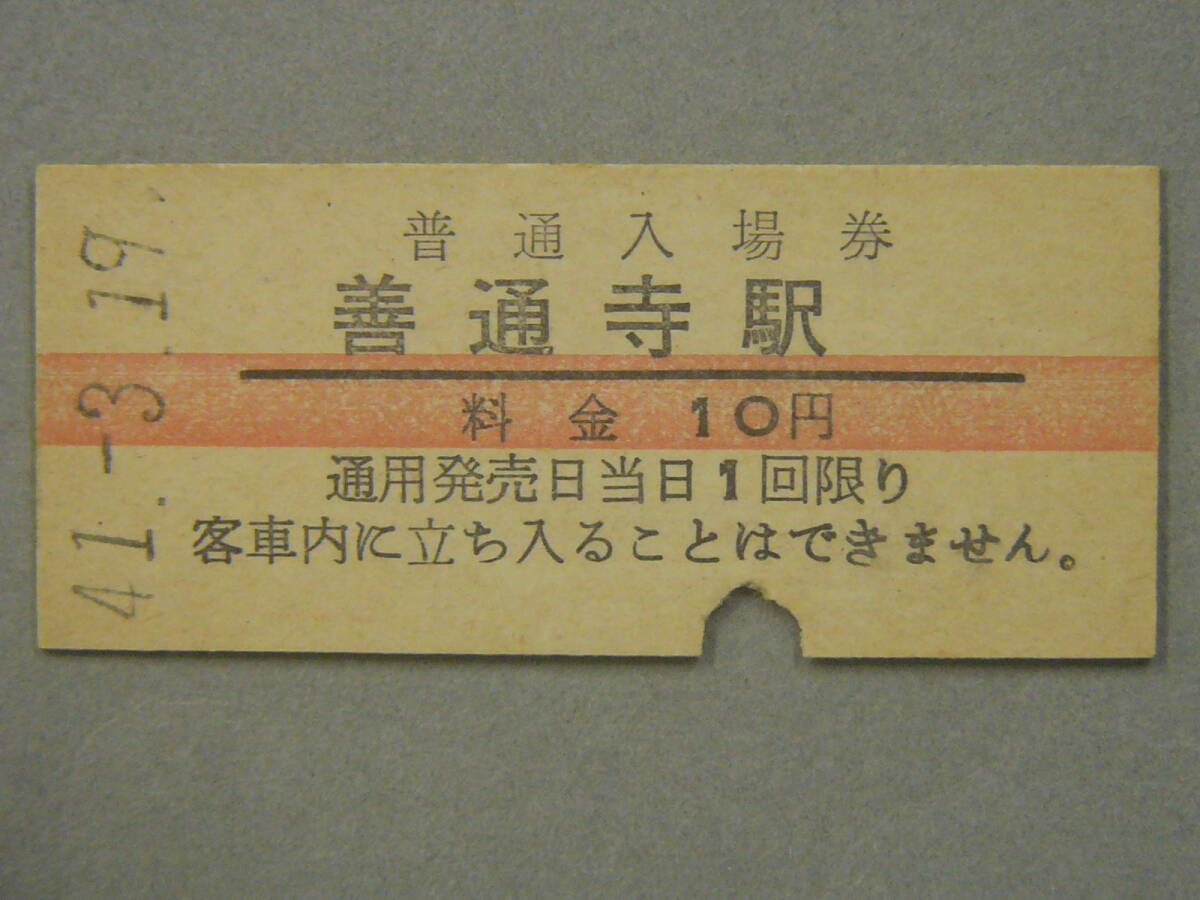 普通入場券
善通寺駅
料金 10円
通用発売日当日1回限り
客車内に立ち入ることはできません。
41.-3.19.